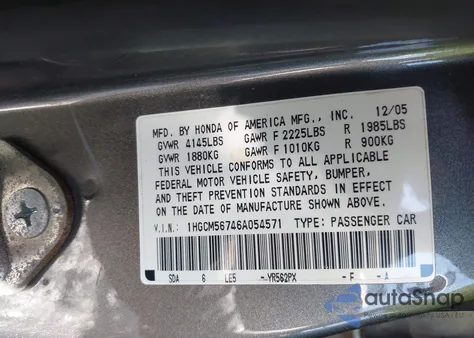 MFD. BY HONDA OF AMERICA MFG., INC. 12/05
GVWR 4145LBS GAWR F 2225LBS R 1985LBS
GVWR 1880KG GAWR F 1010KG R 900KG
THIS VEHICLE CONFORMS TO ALL APPLICABLE
FEDERAL MOTOR VEHICLE SAFETY, BUMPER,
AND THEFT PREVENTION STANDARDS IN EFFECT
ON THE DATE OF MANUFACTURE SHOWN ABOVE.
V.I.N.: 1HGCM56746A054571 TYPE: PASSENGER CAR
SDA 6 LE5 -YR562PX -F -A
autoShap